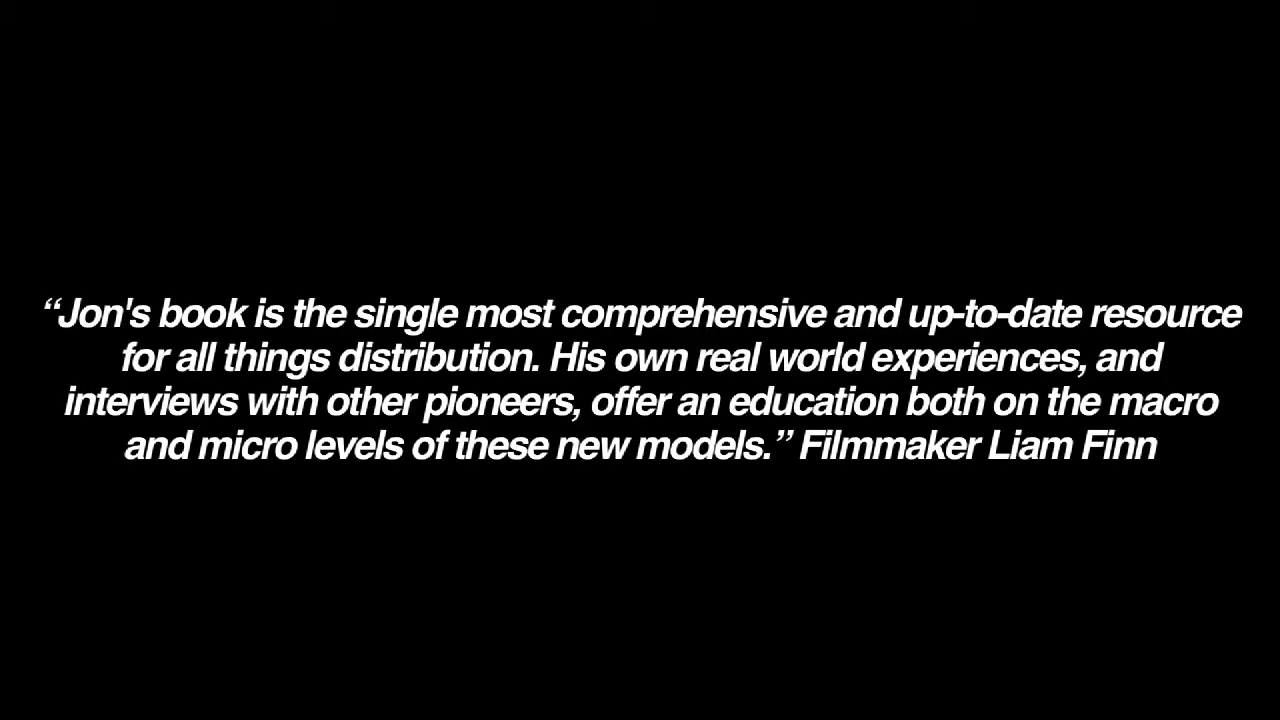 “Jon's book is the single most comprehensive and up-to-date resource
for all things distribution. His own real world experiences, and
interviews with other pioneers, offer an education both on the macro
and micro levels of these new models.” Filmmaker Liam Finn